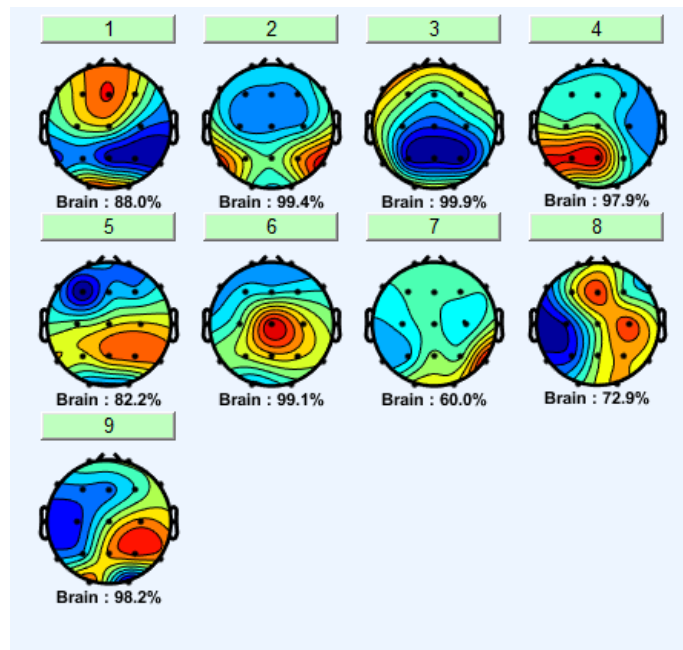 1 2 3 4
Brain : 88.0% Brain : 99.4% Brain : 99.9% Brain : 97.9%
5 6 7 8
Brain : 82.2% Brain : 99.1% Brain : 60.0% Brain : 72.9%
9
Brain : 98.2%